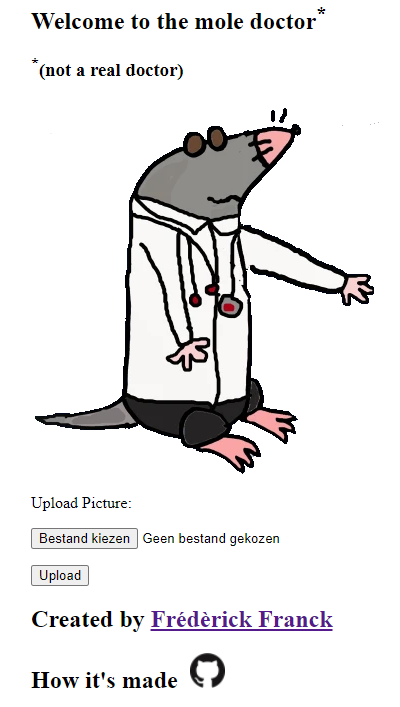 Welcome to the mole doctor*
*(not a real doctor)
Upload Picture:
Bestand kiezen Geen bestand gekozen
Upload
Created by Frédèrick Franck
How it's made